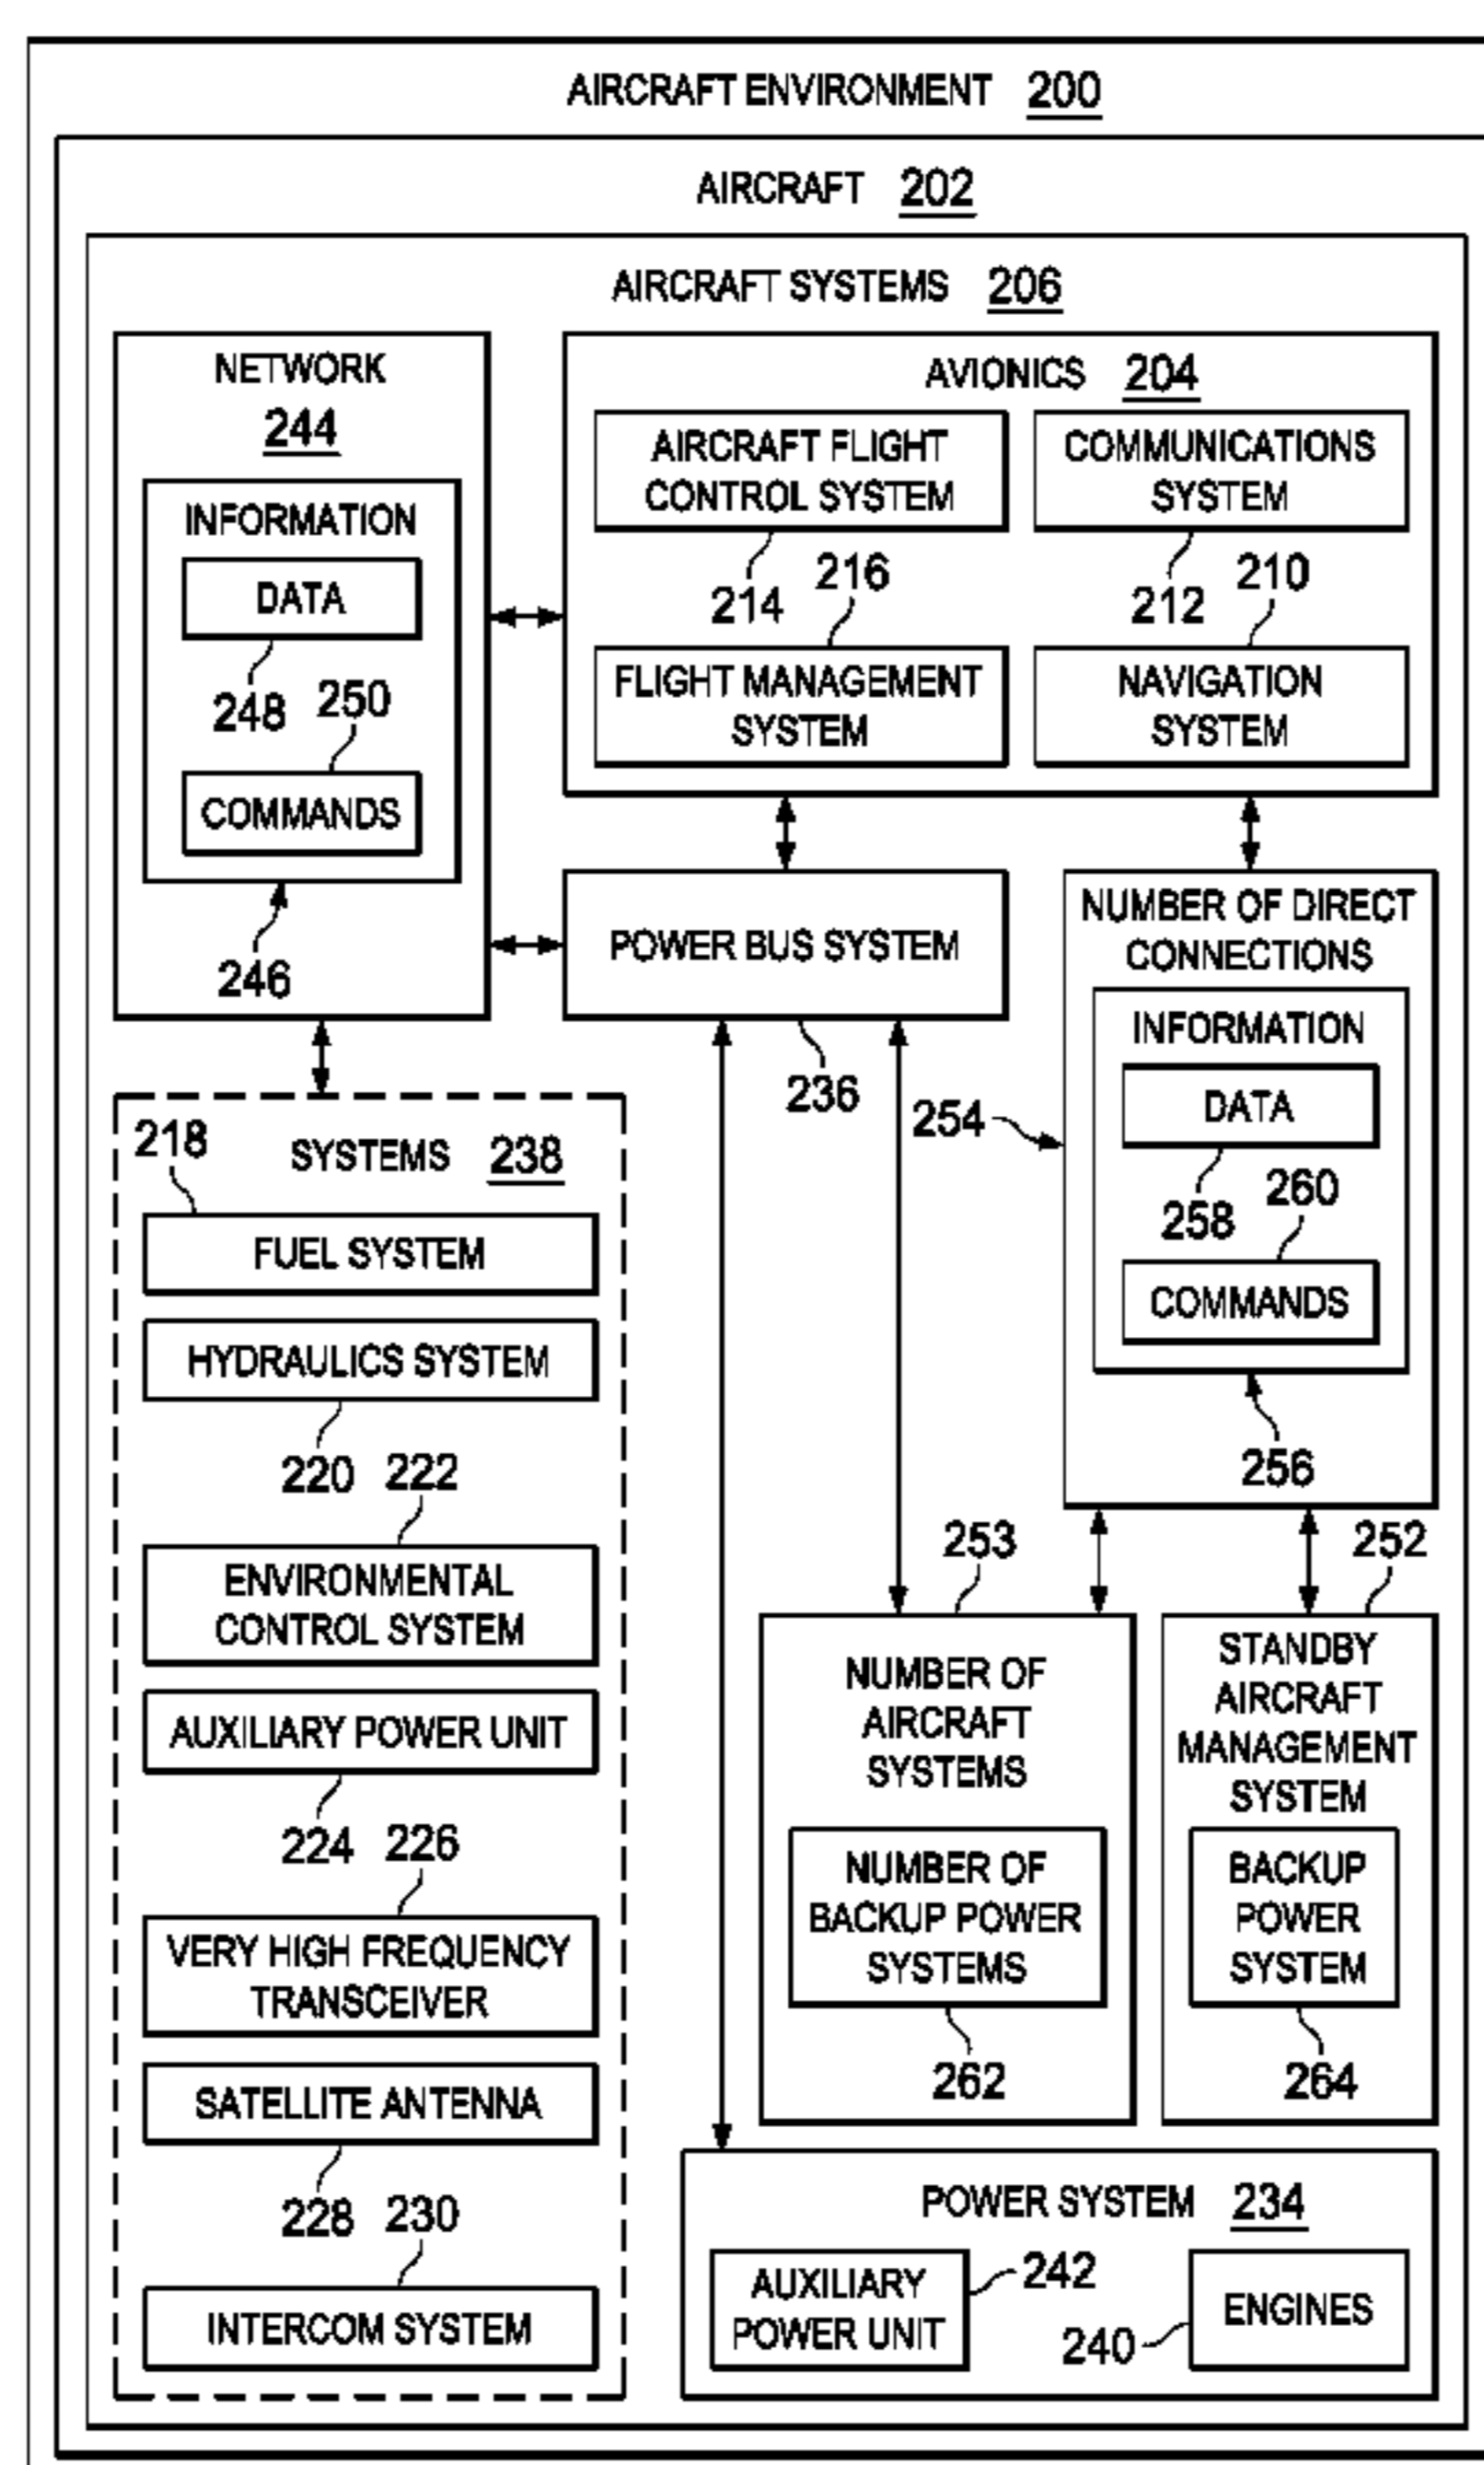 AIRCRAFT ENVIRONMENT 200
AIRCRAFT 202
AIRCRAFT SYSTEMS 206
NETWORK
244
INFORMATION
DATA
248
250
COMMANDS
246
AVIONICS 204
AIRCRAFT FLIGHT
CONTROL SYSTEM
214
COMMUNICATIONS
SYSTEM
212
216
FLIGHT MANAGEMENT
SYSTEM
210
NAVIGATION
SYSTEM
POWER BUS SYSTEM
236
254
NUMBER OF DIRECT
CONNECTIONS
INFORMATION
DATA
258
260
COMMANDS
256
SYSTEMS 238
218
FUEL SYSTEM
HYDRAULICS SYSTEM
220
222
ENVIRONMENTAL
CONTROL SYSTEM
AUXILIARY POWER UNIT
224
226
VERY HIGH FREQUENCY
TRANSCEIVER
SATELLITE ANTENNA
228
230
INTERCOM SYSTEM
253
NUMBER OF
AIRCRAFT
SYSTEMS
NUMBER OF
BACKUP POWER
SYSTEMS
262
252
STANDBY
AIRCRAFT
MANAGEMENT
SYSTEM
BACKUP
POWER
SYSTEM
264
POWER SYSTEM 234
AUXILIARY
POWER UNIT
242
ENGINES
240